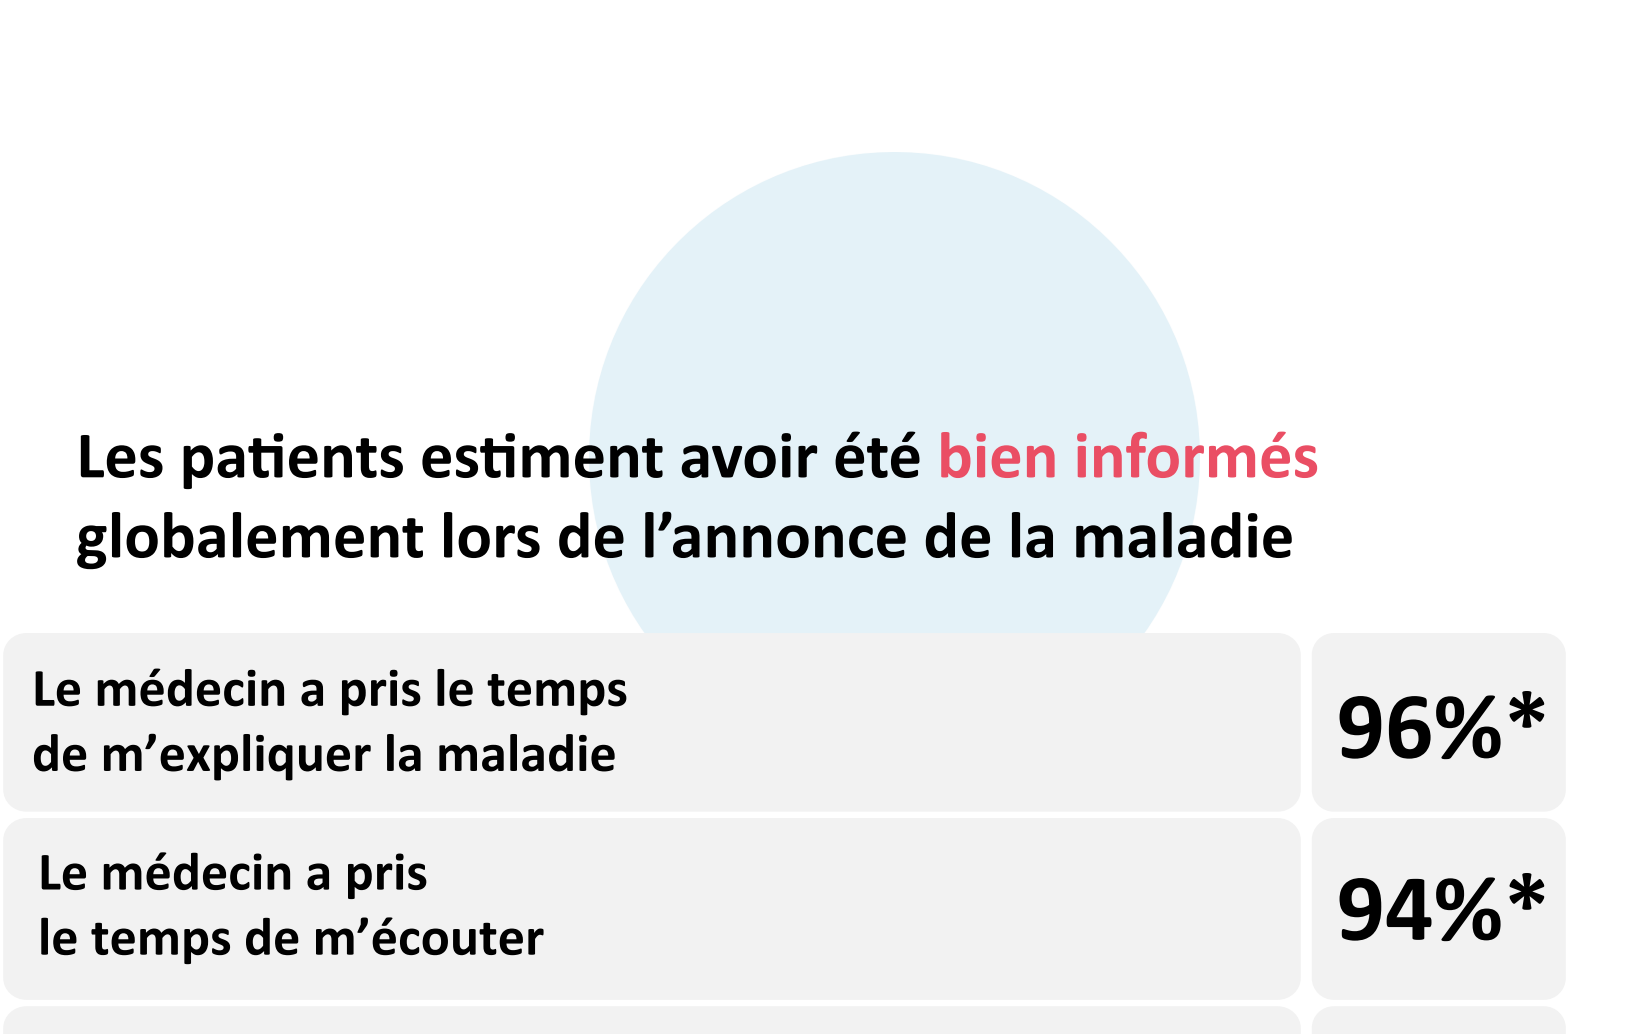 Les patients estiment avoir été bien informés
globalement lors de l’annonce de la maladie
Le médecin a pris le temps
de m’expliquer la maladie
96%*
Le médecin a pris
le temps de m’écouter
94%*